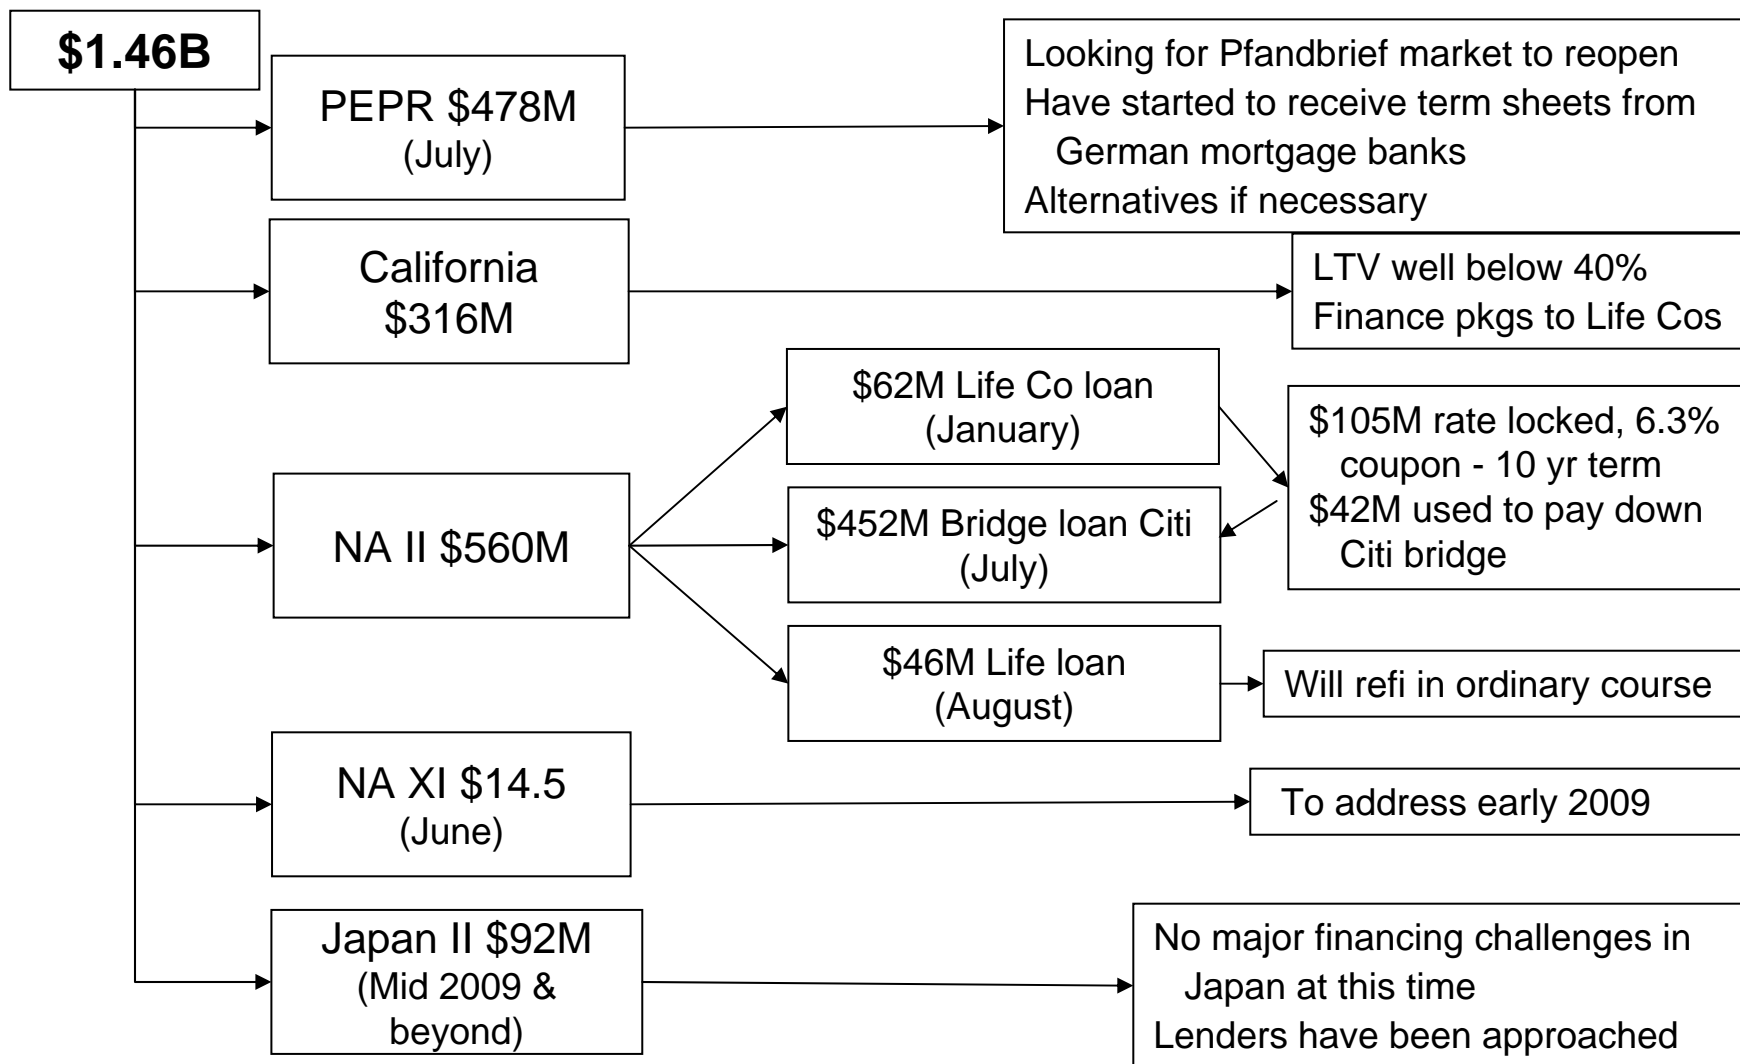 $1.46B
PEPR $478M
(July)
Looking for Pfandbrief market to reopen
Have started to receive term sheets from
German mortgage banks
Alternatives if necessary
California
$316M
LTV well below 40%
Finance pkgs to Life Cos
NA II $560M
$62M Life Co loan
(January)
$452M Bridge loan Citi
(July)
$105M rate locked, 6.3%
coupon - 10 yr term
$42M used to pay down
Citi bridge
$46M Life loan
(August)
Will refi in ordinary course
NA XI $14.5
(June)
To address early 2009
Japan II $92M
(Mid 2009 &
beyond)
No major financing challenges in
Japan at this time
Lenders have been approached